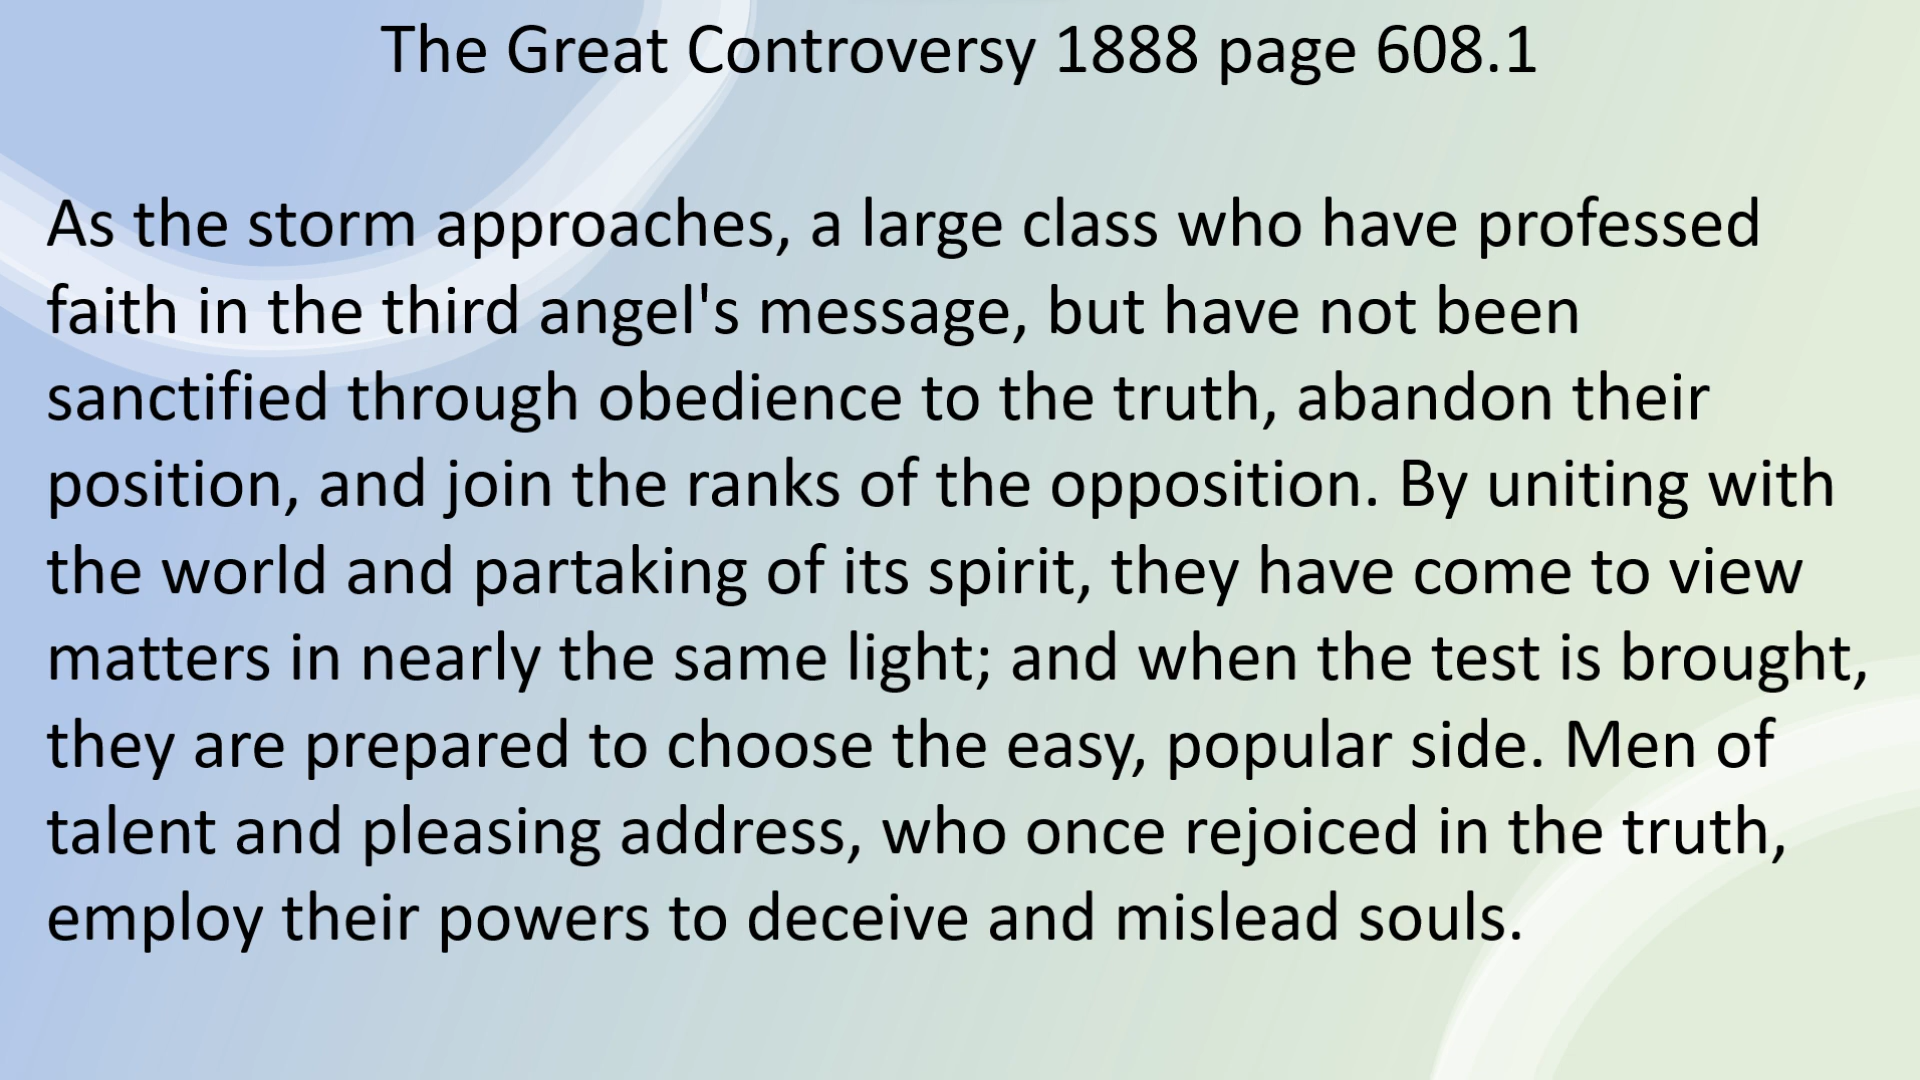 The Great Controversy 1888 page 608.1
As the storm approaches, a large class who have professed
faith in the third angel's message, but have not been
sanctified through obedience to the truth, abandon their
position, and join the ranks of the opposition. By uniting with
the world and partaking of its spirit, they have come to view
matters in nearly the same light; and when the test is brought,
they are prepared to choose the easy, popular side. Men of
talent and pleasing address, who once rejoiced in the truth,
employ their powers to deceive and mislead souls.